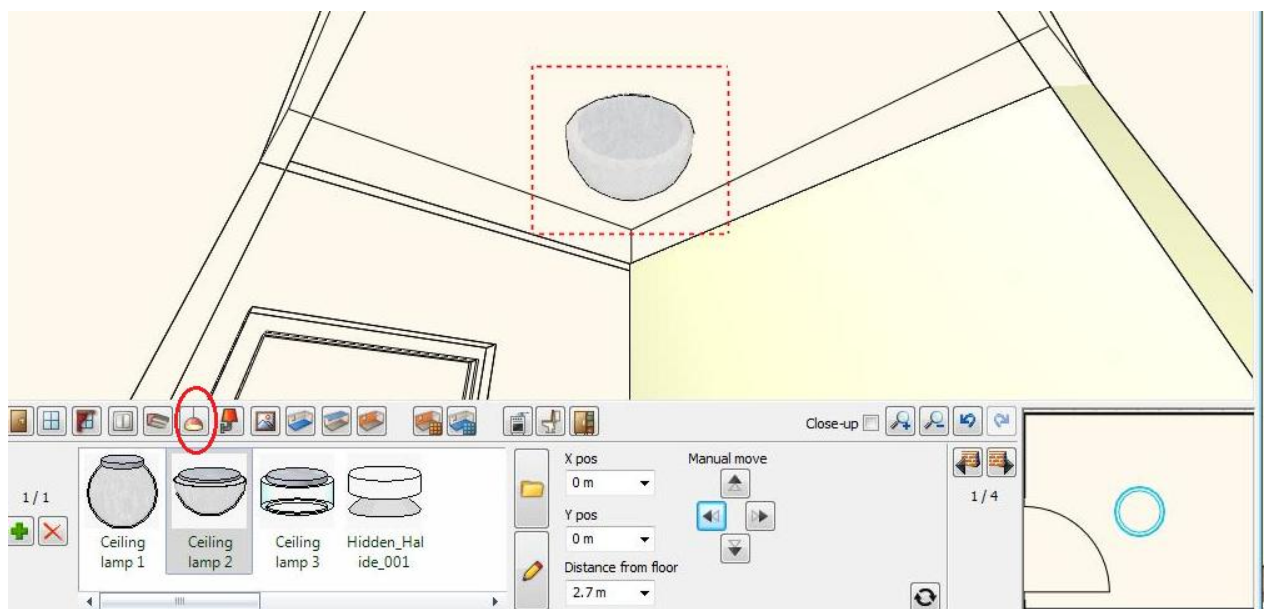 Close-up
1 / 1
Ceiling
lamp 1
Ceiling
lamp 2
Ceiling
lamp 3
Hidden_Hal
ide_001
X pos
0 m
Y pos
0 m
Distance from floor
2.7 m
Manual move
1 / 4